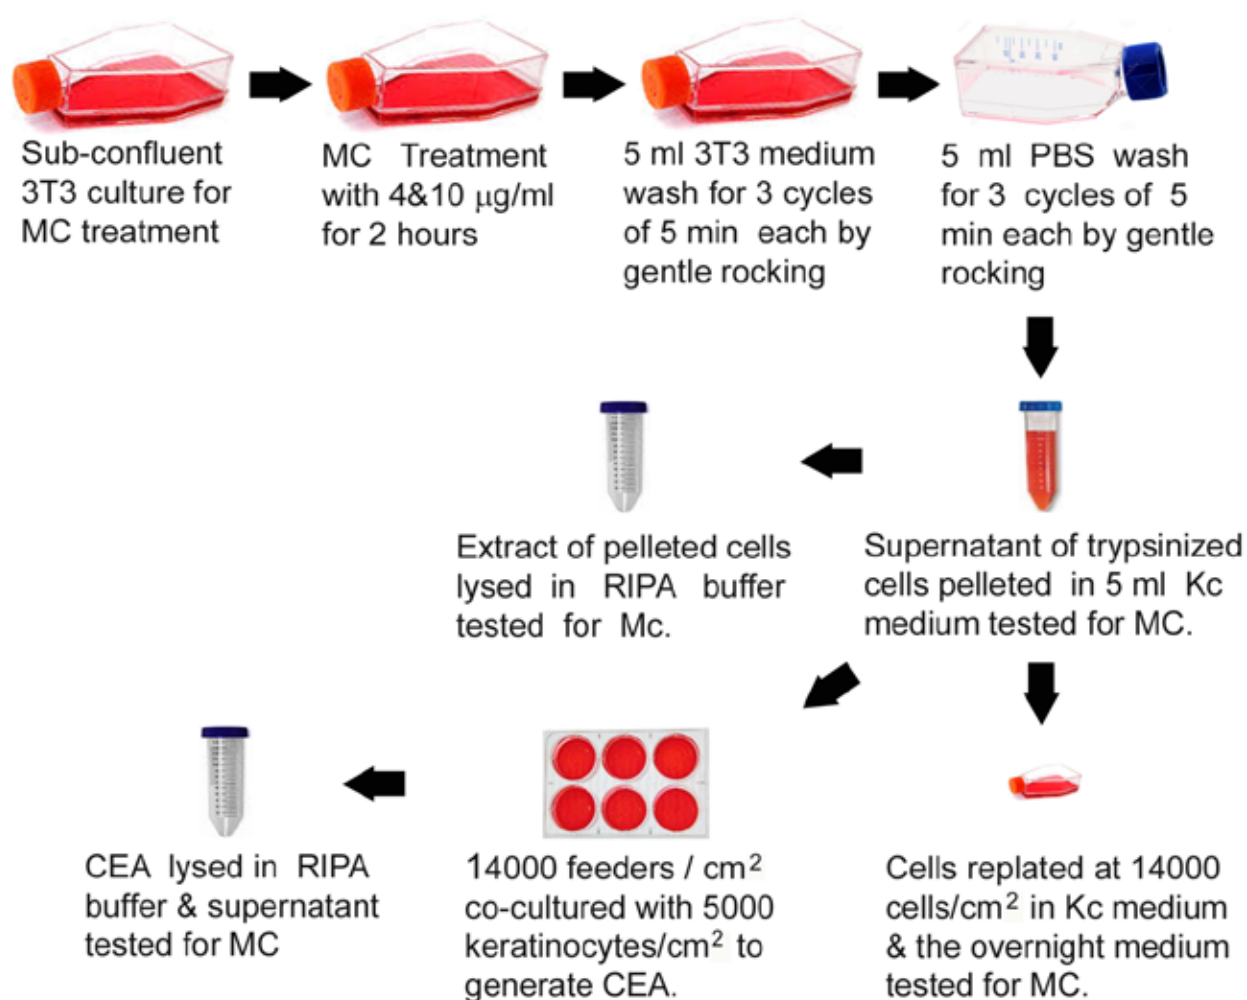 Sub-confluent
3T3 culture for
MC treatment
MC Treatment
with 4&10 μg/ml
for 2 hours
5 ml 3T3 medium
wash for 3 cycles
of 5 min each by
gentle rocking
5 ml PBS wash
for 3 cycles of 5
min each by gentle
rocking
Extract of pelleted cells
lysed in RIPA buffer
tested for Mc.
Supernatant of trypsinized
cells pelleted in 5 ml Kc
medium tested for MC.
CEA lysed in RIPA
buffer & supernatant
tested for MC
14000 feeders / cm²
co-cultured with 5000
keratinocytes/cm² to
generate CEA.
Cells replated at 14000
cells/cm² in Kc medium
& the overnight medium
tested for MC.